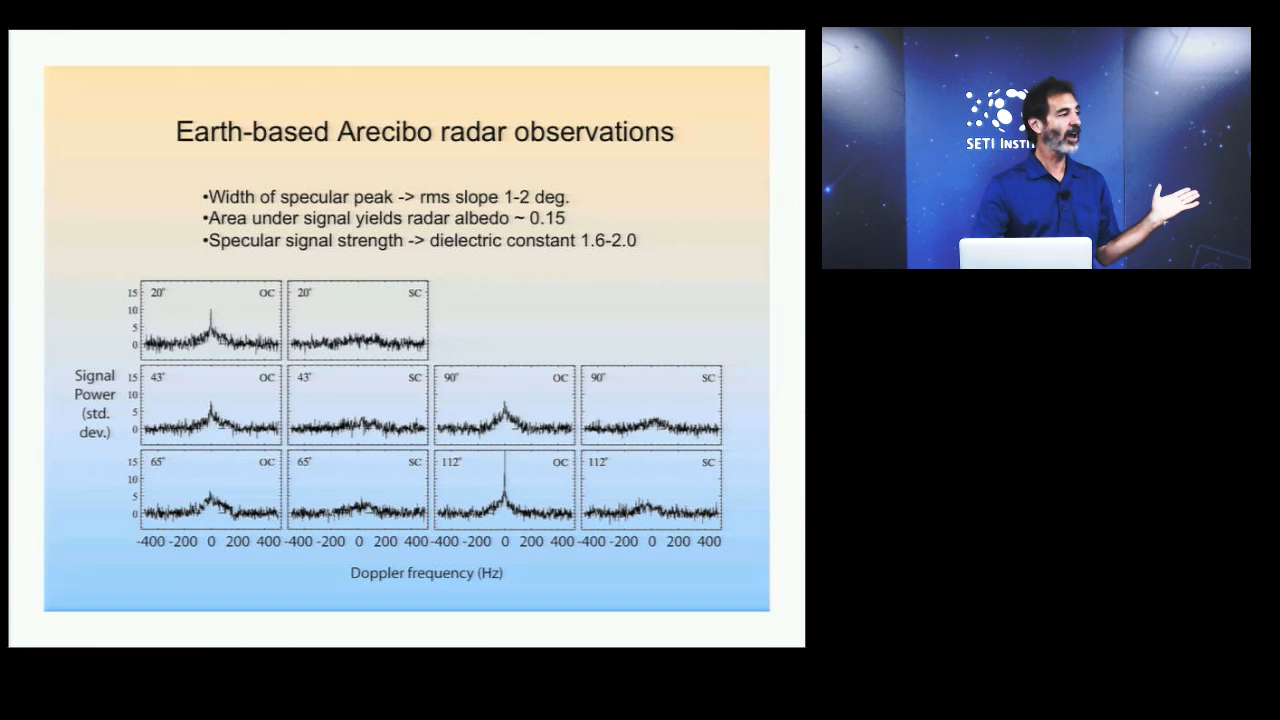 Earth-based Arecibo radar observations
•Width of specular peak -> rms slope 1-2 deg.
•Area under signal yields radar albedo ~ 0.15
•Specular signal strength -> dielectric constant 1.6-2.0
15 20° OC 20° SC
10
5
0
Signal
Power
(std.
dev.)
15 43° OC 43° SC 90° OC 90° SC
10
5
0
15 65° OC 65° SC 112° OC 112° SC
10
5
0
-400 -200 0 200 400 -400 -200 0 200 400 -400 -200 0 200 400 -400 -200 0 200 400
Doppler frequency (Hz)
SETI